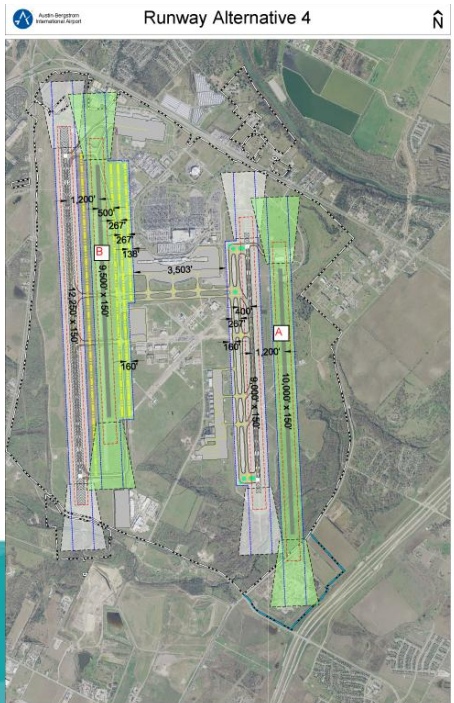 Austin-Bergstrom
International Airport
Runway Alternative 4
N
1,200'
500'
267'
267'
138'
B
9,500' x 150'
12,250' x 150'
160'
3,503'
400'
267'
160'
A
1,200'
9,000' x 150'
10,000' x 150'